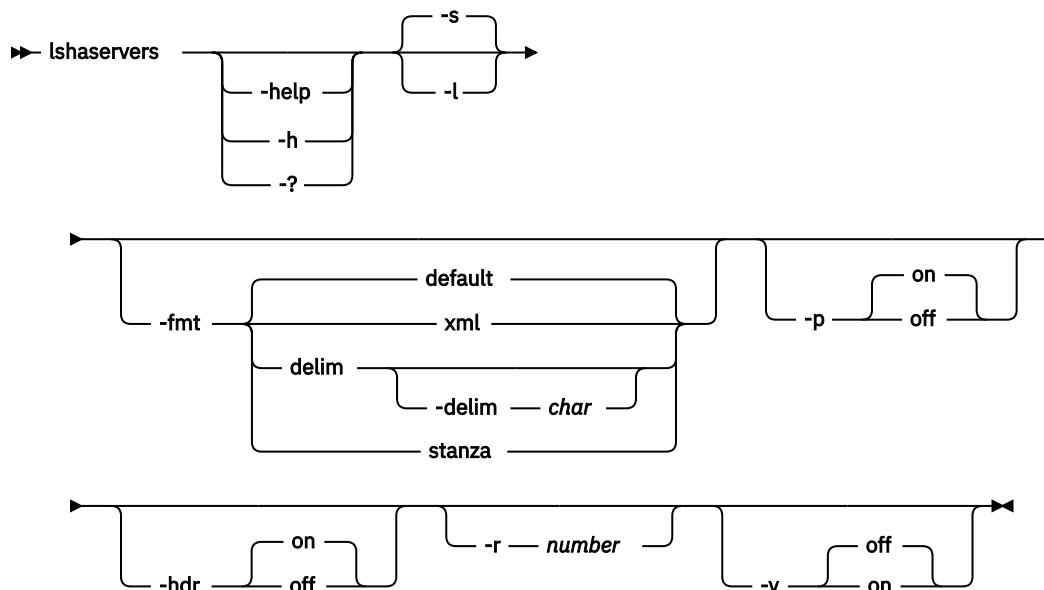 -s
lshaservers
-help
-l
-h
-?
default
on
-fmt
xml
-p
off
delim
-delim char
stanza
on
off
-r number
-hdr
off
-v
on